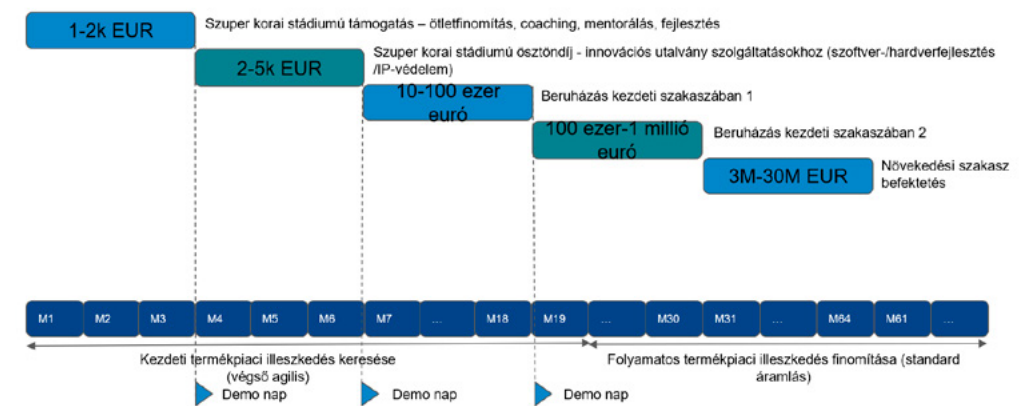 1-2k EUR
Szuper korai stádiumú támogatás – ötletfinomítás, coaching, mentorálás, fejlesztés
2-5k EUR
Szuper korai stádiumú ösztöndíj - innovációs utalvány szolgáltatásokhoz (szoftver-/hardverfejlesztés
/IP-védelem)
10-100 ezer
euró
Beruházás kezdeti szakaszában 1
100 ezer-1 millió
euró
Beruházás kezdeti szakaszában 2
3M-30M EUR
Növekedési szakasz
befektetés
M1 M2 M3 M4 M5 M6 M7 ... M18 M19 ... M30 M31 ... M64 M61 ...
Kezdeti termékpiaci illeszkedés keresése
(végső agilis)
Folyamatos termékpiaci illeszkedés finomítása (standard
áramlás)
Demo nap
Demo nap
Demo nap